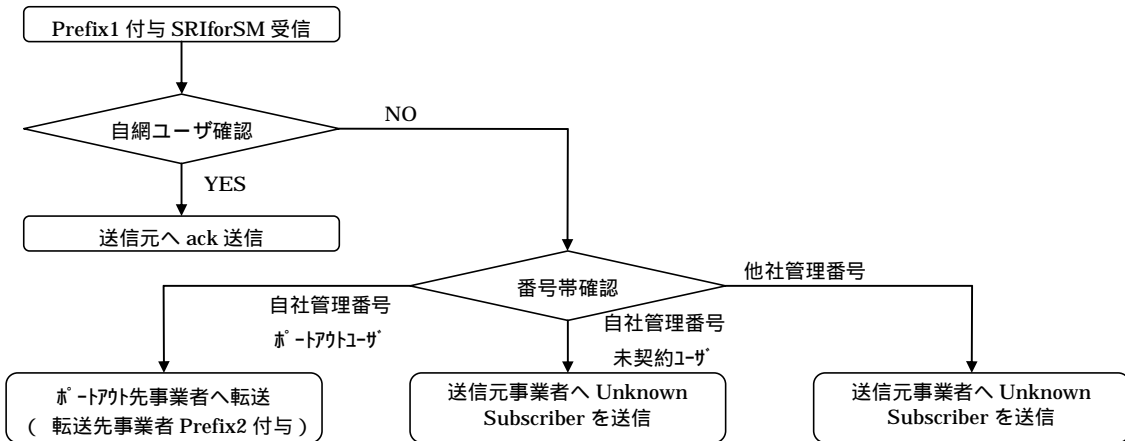 Prefix1 付与 SRIforSM 受信
自網ユーザ確認
NO
YES
送信元へ ack 送信
番号帯確認
他社管理番号
自社管理番号
ﾎﾟｰﾄｱｳﾄﾕｰｻﾞ
自社管理番号
未契約ﾕｰｻﾞ
ﾎﾟｰﾄｱｳﾄ先事業者へ転送
( 転送先事業者 Prefix2 付与 )
送信元事業者へ Unknown
Subscriber を送信
送信元事業者へ Unknown
Subscriber を送信